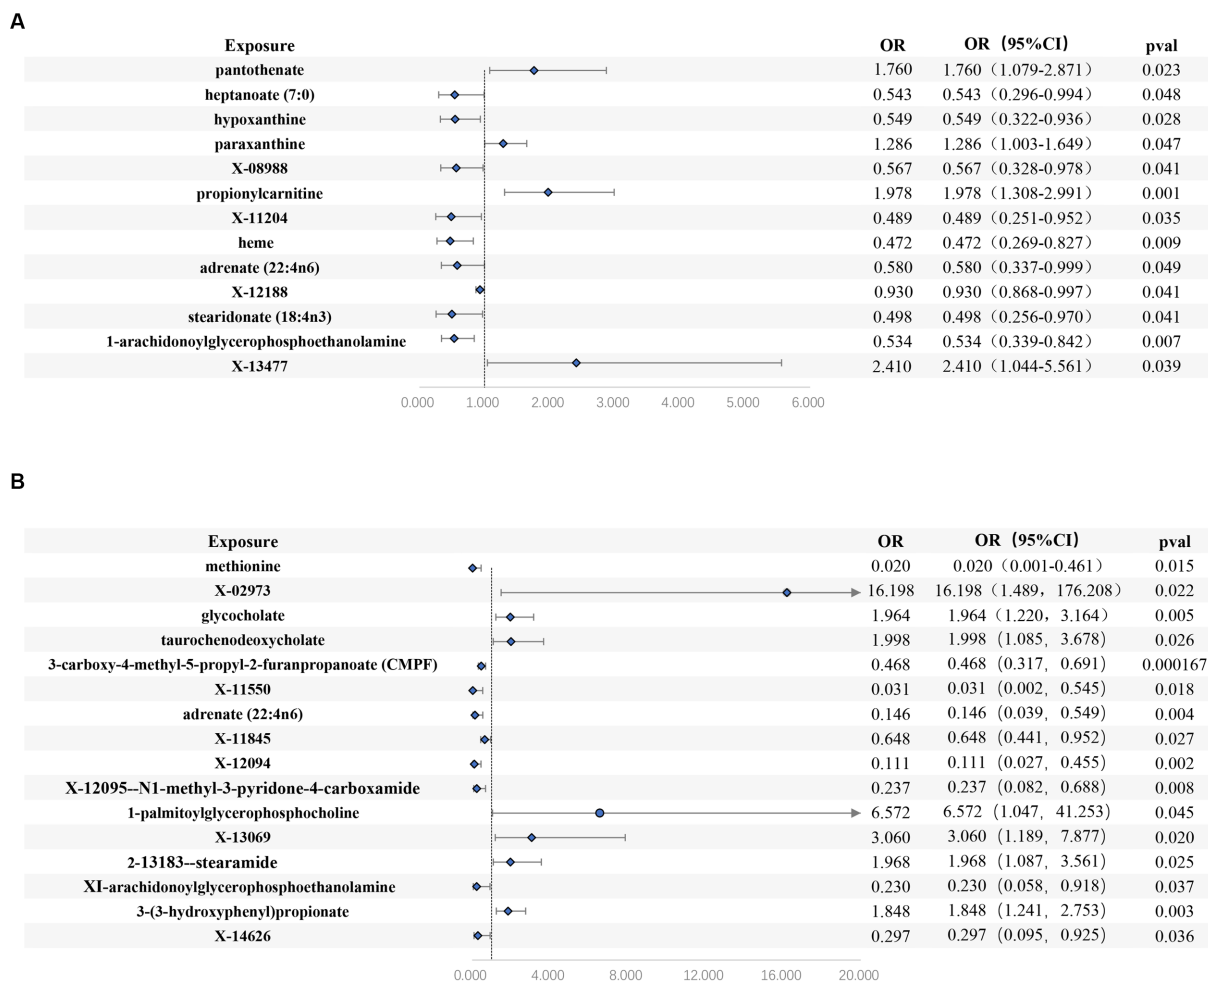 A
Exposure OR OR (95%CI) pval
pantothenate 1.760 1.760（1.079-2.871） 0.023
heptanoate (7:0) 0.543 0.543（0.296-0.994） 0.048
hypoxanthine 0.549 0.549（0.322-0.936） 0.028
paraxanthine 1.286 1.286（1.003-1.649） 0.047
X-08988 0.567 0.567（0.328-0.978） 0.041
propionylcarnitine 1.978 1.978（1.308-2.991） 0.001
X-11204 0.489 0.489（0.251-0.952） 0.035
heme 0.472 0.472（0.269-0.827） 0.009
adrenate (22:4n6) 0.580 0.580（0.337-0.999） 0.049
X-12188 0.930 0.930（0.868-0.997） 0.041
stearidonate (18:4n3) 0.498 0.498（0.256-0.970） 0.041
1-arachidonoylglycerophosphoethanolamine 0.534 0.534（0.339-0.842） 0.007
X-13477 2.410 2.410（1.044-5.561） 0.039
0.000 1.000 2.000 3.000 4.000 5.000 6.000
B
Exposure OR OR (95%CI) pval
methionine 0.020 0.020（0.001-0.461） 0.015
X-02973 16.198 16.198（1.489，176.208） 0.022
glycocholate 1.964 1.964（1.220，3.164） 0.005
taurochenodeoxycholate 1.998 1.998 (1.085, 3.678) 0.026
3-carboxy-4-methyl-5-propyl-2-furanpropanoate (CMPF) 0.468 0.468 (0.317, 0.691) 0.000167
X-11550 0.031 0.031 (0.002, 0.545) 0.018
adrenate (22:4n6) 0.146 0.146 (0.039, 0.549) 0.004
X-11845 0.648 0.648 (0.441, 0.952) 0.027
X-12094 0.111 0.111 (0.027, 0.455) 0.002
X-12095--N1-methyl-3-pyridone-4-carboxamide 0.237 0.237 (0.082, 0.688) 0.008
1-palmitoylglycerophosphocholine 6.572 6.572 (1.047, 41.253) 0.045
X-13069 3.060 3.060 (1.189, 7.877) 0.020
2-13183--stearamide 1.968 1.968 (1.087, 3.561) 0.025
XI-arachidonoylglycerophosphoethanolamine 0.230 0.230 (0.058, 0.918) 0.037
3-(3-hydroxyphenyl)propionate 1.848 1.848 (1.241, 2.753) 0.003
X-14626 0.297 0.297 (0.095, 0.925) 0.036
0.000 4.000 8.000 12.000 16.000 20.000